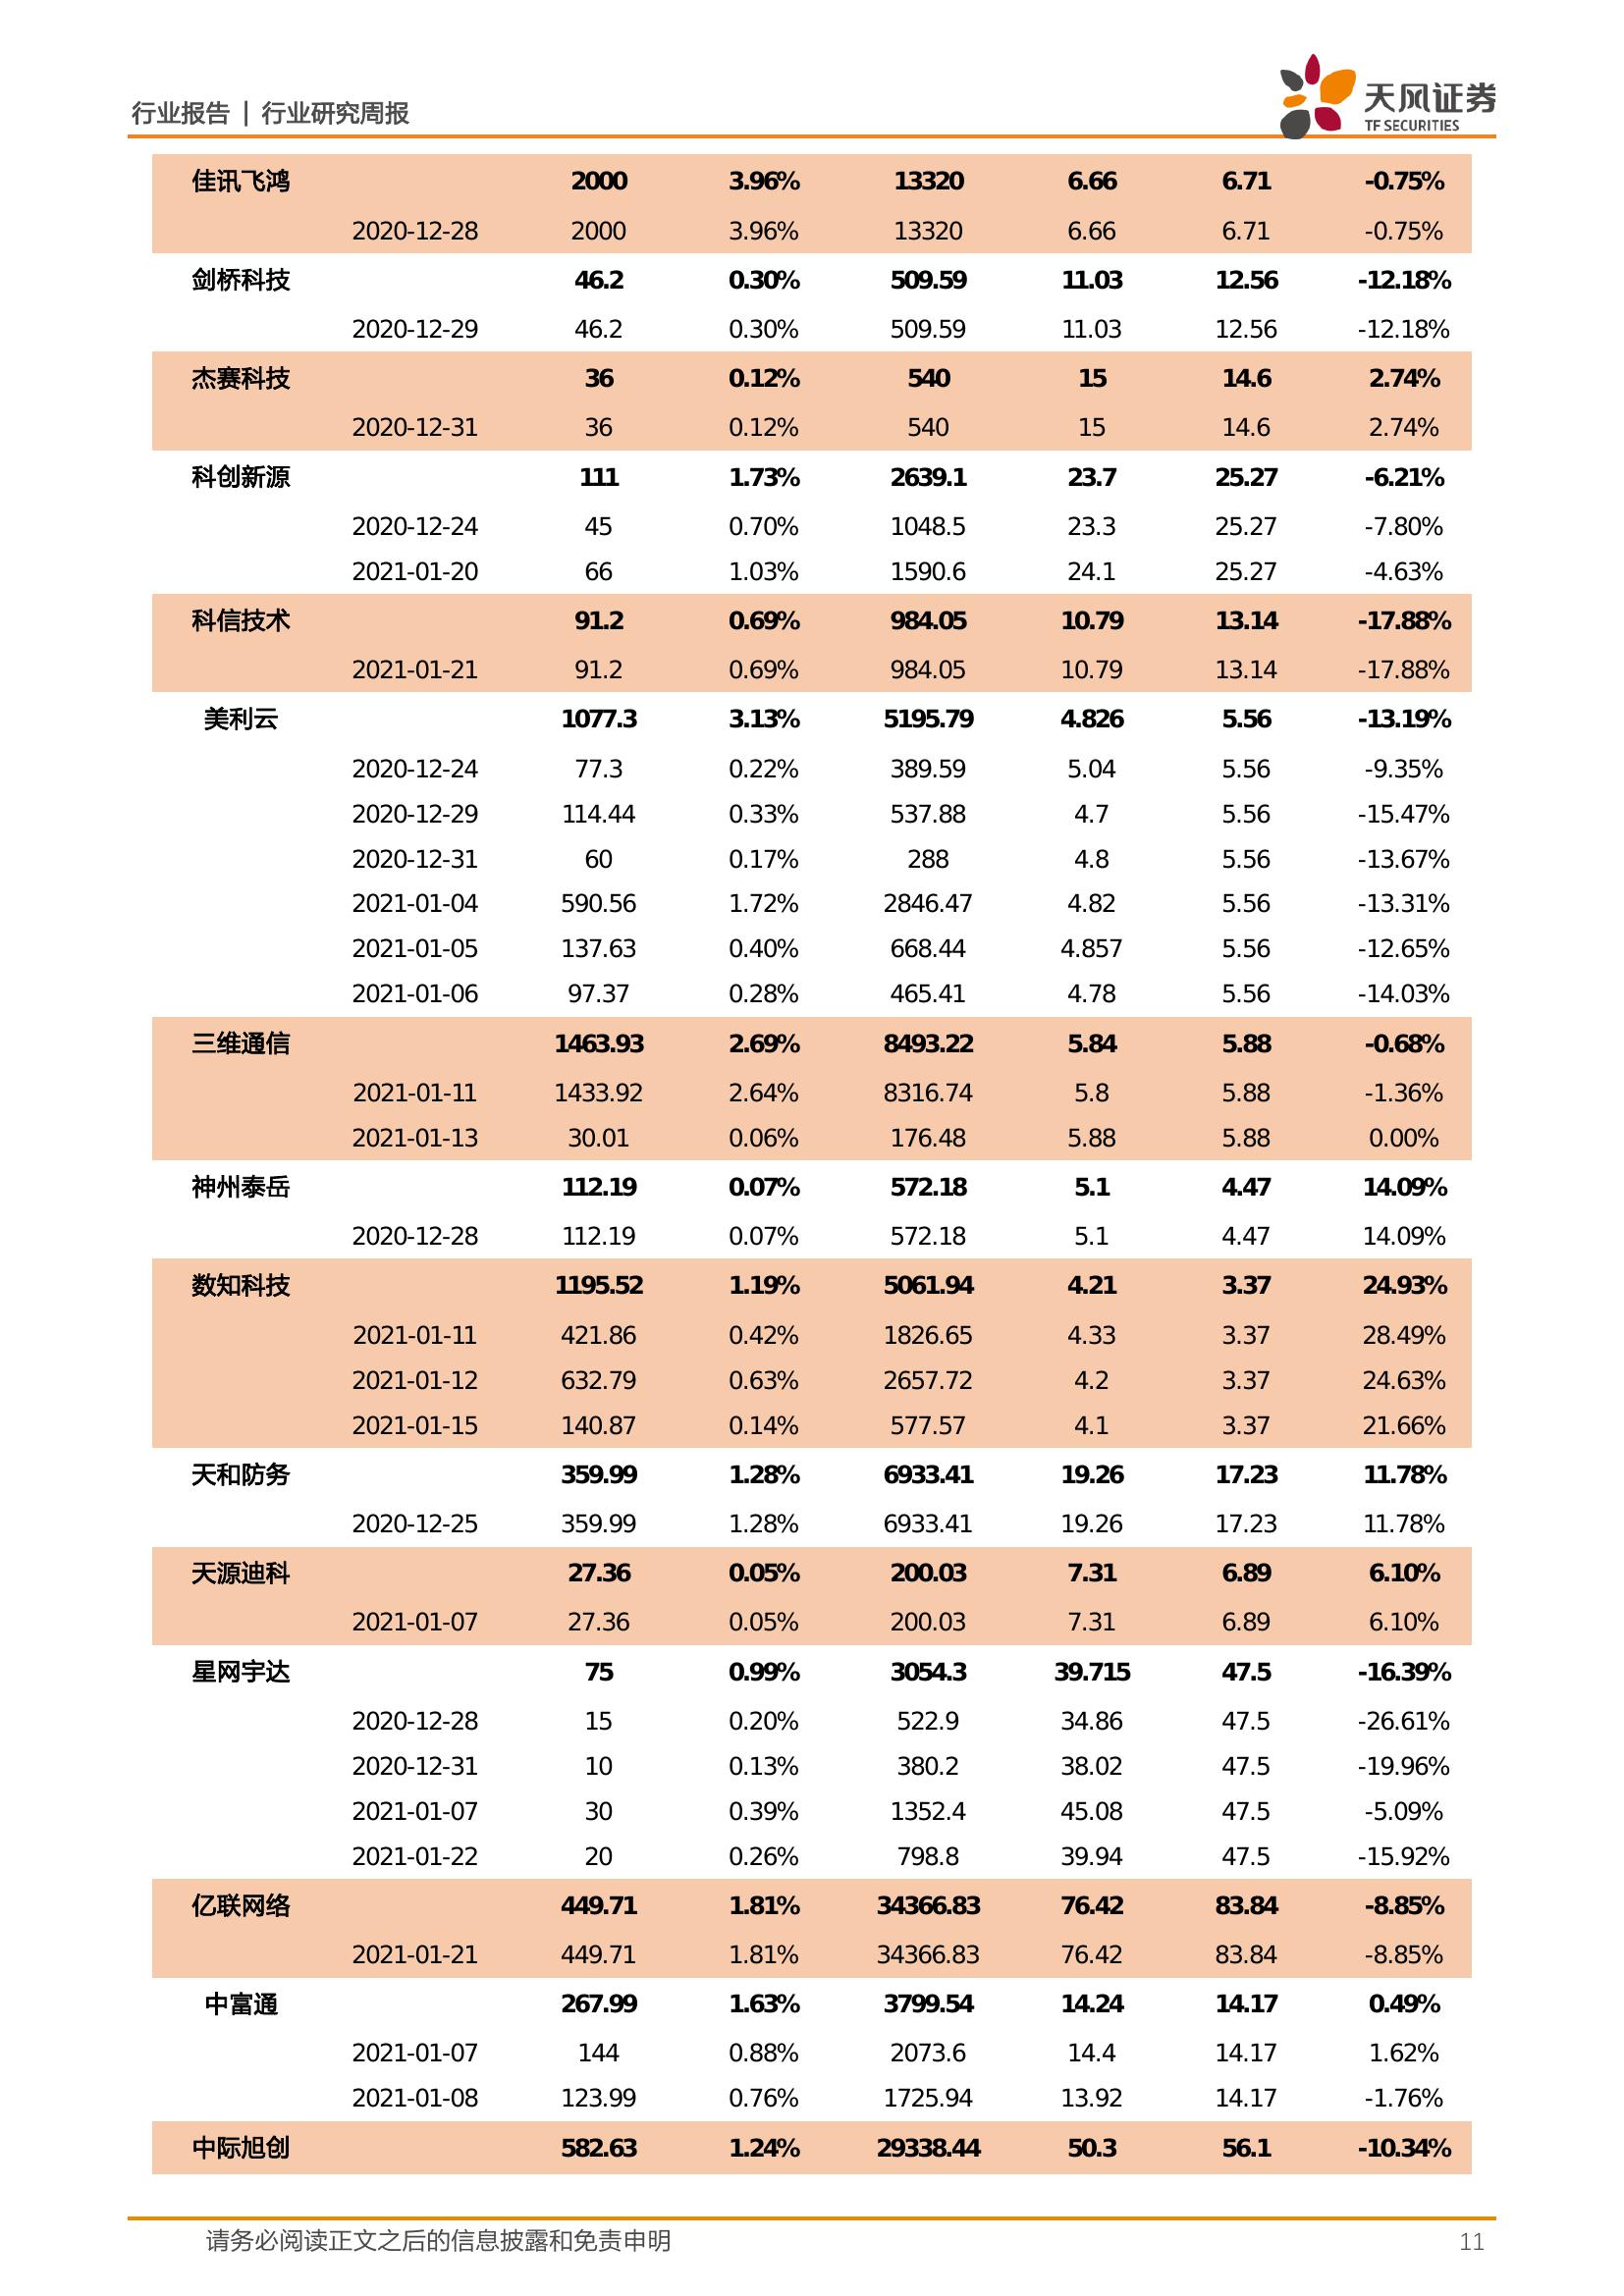 行业报告 | 行业研究周报
天风证券
TF SECURITIES
佳讯飞鸿 2000 3.96% 13320 6.66 6.71 -0.75%
2020-12-28 2000 3.96% 13320 6.66 6.71 -0.75%
剑桥科技 46.2 0.30% 509.59 11.03 12.56 -12.18%
2020-12-29 46.2 0.30% 509.59 11.03 12.56 -12.18%
杰赛科技 36 0.12% 540 15 14.6 2.74%
2020-12-31 36 0.12% 540 15 14.6 2.74%
科创新源 111 1.73% 2639.1 23.7 25.27 -6.21%
2020-12-24 45 0.70% 1048.5 23.3 25.27 -7.80%
2021-01-20 66 1.03% 1590.6 24.1 25.27 -4.63%
科信技术 91.2 0.69% 984.05 10.79 13.14 -17.88%
2021-01-21 91.2 0.69% 984.05 10.79 13.14 -17.88%
美利云 1077.3 3.13% 5195.79 4.826 5.56 -13.19%
2020-12-24 77.3 0.22% 389.59 5.04 5.56 -9.35%
2020-12-29 114.44 0.33% 537.88 4.7 5.56 -15.47%
2020-12-31 60 0.17% 288 4.8 5.56 -13.67%
2021-01-04 590.56 1.72% 2846.47 4.82 5.56 -13.31%
2021-01-05 137.63 0.40% 668.44 4.857 5.56 -12.65%
2021-01-06 97.37 0.28% 465.41 4.78 5.56 -14.03%
三维通信 1463.93 2.69% 8493.22 5.84 5.88 -0.68%
2021-01-11 1433.92 2.64% 8316.74 5.8 5.88 -1.36%
2021-01-13 30.01 0.06% 176.48 5.88 5.88 0.00%
神州泰岳 112.19 0.07% 572.18 5.1 4.47 14.09%
2020-12-28 112.19 0.07% 572.18 5.1 4.47 14.09%
数知科技 1195.52 1.19% 5061.94 4.21 3.37 24.93%
2021-01-11 421.86 0.42% 1826.65 4.33 3.37 28.49%
2021-01-12 632.79 0.63% 2657.72 4.2 3.37 24.63%
2021-01-15 140.87 0.14% 577.57 4.1 3.37 21.66%
天和防务 359.99 1.28% 6933.41 19.26 17.23 11.78%
2020-12-25 359.99 1.28% 6933.41 19.26 17.23 11.78%
天源迪科 27.36 0.05% 200.03 7.31 6.89 6.10%
2021-01-07 27.36 0.05% 200.03 7.31 6.89 6.10%
星网宇达 75 0.99% 3054.3 39.715 47.5 -16.39%
2020-12-28 15 0.20% 522.9 34.86 47.5 -26.61%
2020-12-31 10 0.13% 380.2 38.02 47.5 -19.96%
2021-01-07 30 0.39% 1352.4 45.08 47.5 -5.09%
2021-01-22 20 0.26% 798.8 39.94 47.5 -15.92%
亿联网络 449.71 1.81% 34366.83 76.42 83.84 -8.85%
2021-01-21 449.71 1.81% 34366.83 76.42 83.84 -8.85%
中富通 267.99 1.63% 3799.54 14.24 14.17 0.49%
2021-01-07 144 0.88% 2073.6 14.4 14.17 1.62%
2021-01-08 123.99 0.76% 1725.94 13.92 14.17 -1.76%
中际旭创 582.63 1.24% 29338.44 50.3 56.1 -10.34%
请务必阅读正文之后的信息披露和免责申明 11